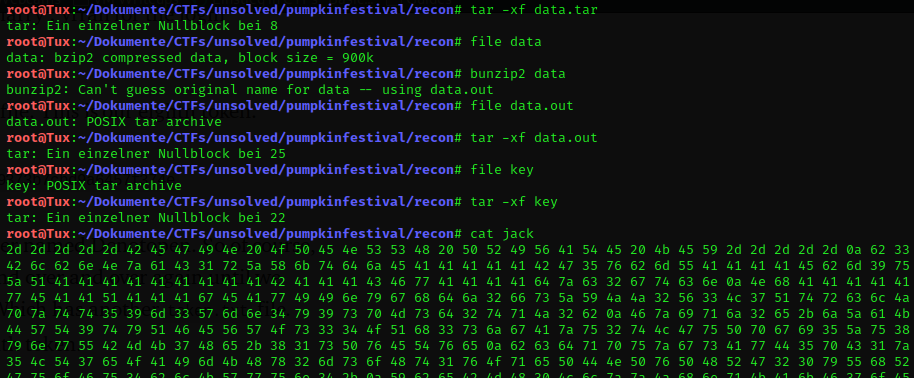 root@Tux:~/Dokumente/CTFs/unsolved/pumpkinfestival/recon# tar -xf data.tar
tar: Ein einzelner Nullblock bei 8
root@Tux:~/Dokumente/CTFs/unsolved/pumpkinfestival/recon# file data
data: bzip2 compressed data, block size = 900k
root@Tux:~/Dokumente/CTFs/unsolved/pumpkinfestival/recon# bunzip2 data
bunzip2: Can't guess original name for data -- using data.out
root@Tux:~/Dokumente/CTFs/unsolved/pumpkinfestival/recon# file data.out
data.out: POSIX tar archive
root@Tux:~/Dokumente/CTFs/unsolved/pumpkinfestival/recon# tar -xf data.out
tar: Ein einzelner Nullblock bei 25
root@Tux:~/Dokumente/CTFs/unsolved/pumpkinfestival/recon# file key
key: POSIX tar archive
root@Tux:~/Dokumente/CTFs/unsolved/pumpkinfestival/recon# tar -xf key
tar: Ein einzelner Nullblock bei 22
root@Tux:~/Dokumente/CTFs/unsolved/pumpkinfestival/recon# cat jack
2d 2d 2d 2d 2d 42 45 47 49 4e 20 4f 50 45 4e 53 53 48 20 50 52 49 56 41 54 45 20 4b 45 59 2d 2d 2d 2d 2d 0a 62 33
42 6c 62 6e 4e 7a 61 43 31 72 5a 58 6b 74 64 6a 45 41 41 41 41 41 42 47 35 76 62 6d 55 41 41 41 41 45 62 6d 39 75
5a 51 41 41 41 41 41 41 41 41 41 42 41 41 41 43 46 77 41 41 41 41 64 7a 63 32 67 74 63 6e 0a 4e 68 41 41 41 41 41
77 45 41 41 51 41 41 41 67 45 41 77 49 49 6e 79 67 68 64 6a 32 66 73 5a 59 4a 4a 32 56 33 4c 37 51 74 72 63 6c 4a
70 7a 74 74 35 39 6d 33 57 6d 6e 34 79 39 73 70 4d 73 64 32 74 71 4a 32 62 0a 46 7a 69 71 6a 32 65 2b 6a 5a 61 4b
44 57 54 39 74 79 51 46 45 56 57 4f 73 33 34 4f 51 68 33 73 6a 67 41 7a 75 32 74 4c 47 75 50 70 67 69 35 5a 75 38
79 6e 77 55 42 4d 4b 37 48 65 2b 38 31 73 50 76 45 54 76 65 0a 62 62 63 64 71 70 75 7a 67 73 41 77 44 35 70 43 31 7a
35 4c 54 37 65 4f 41 49 6d 4b 48 78 32 6d 73 6f 48 74 31 76 4f 71 65 50 44 4e 50 76 50 48 52 47 32 30 79 55 68 52